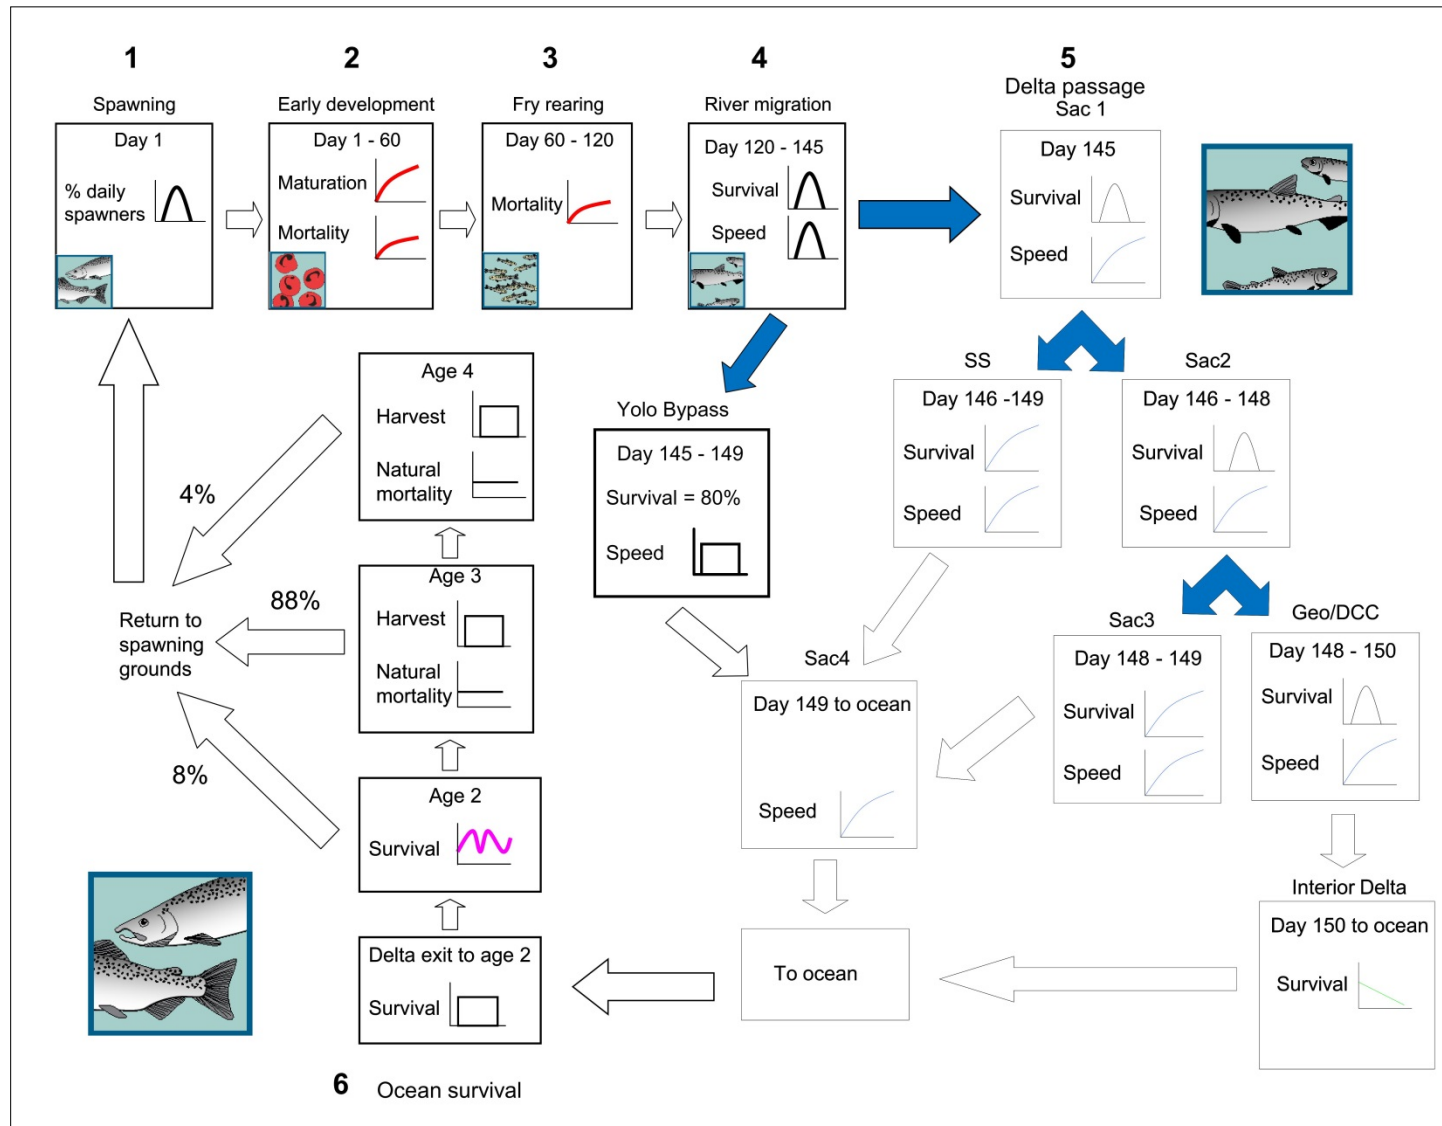 1
Spawning
Day 1
% daily
spawners
2
Early development
Day 1 - 60
Maturation
Mortality
3
Fry rearing
Day 60 - 120
Mortality
4
River migration
Day 120 - 145
Survival
Speed
5
Delta passage
Sac 1
Day 145
Survival
Speed
SS
Day 146 -149
Survival
Speed
Sac2
Day 146 - 148
Survival
Speed
Yolo Bypass
Day 145 - 149
Survival = 80%
Speed
Sac3
Day 148 - 149
Survival
Speed
Geo/DCC
Day 148 - 150
Survival
Speed
Sac4
Day 149 to ocean
Speed
Interior Delta
Day 150 to ocean
Survival
To ocean
Age 4
Harvest
Natural
mortality
4%
Age 3
Harvest
Natural
mortality
88%
Return to
spawning
grounds
Age 2
Survival
8%
Delta exit to age 2
Survival
6
Ocean survival